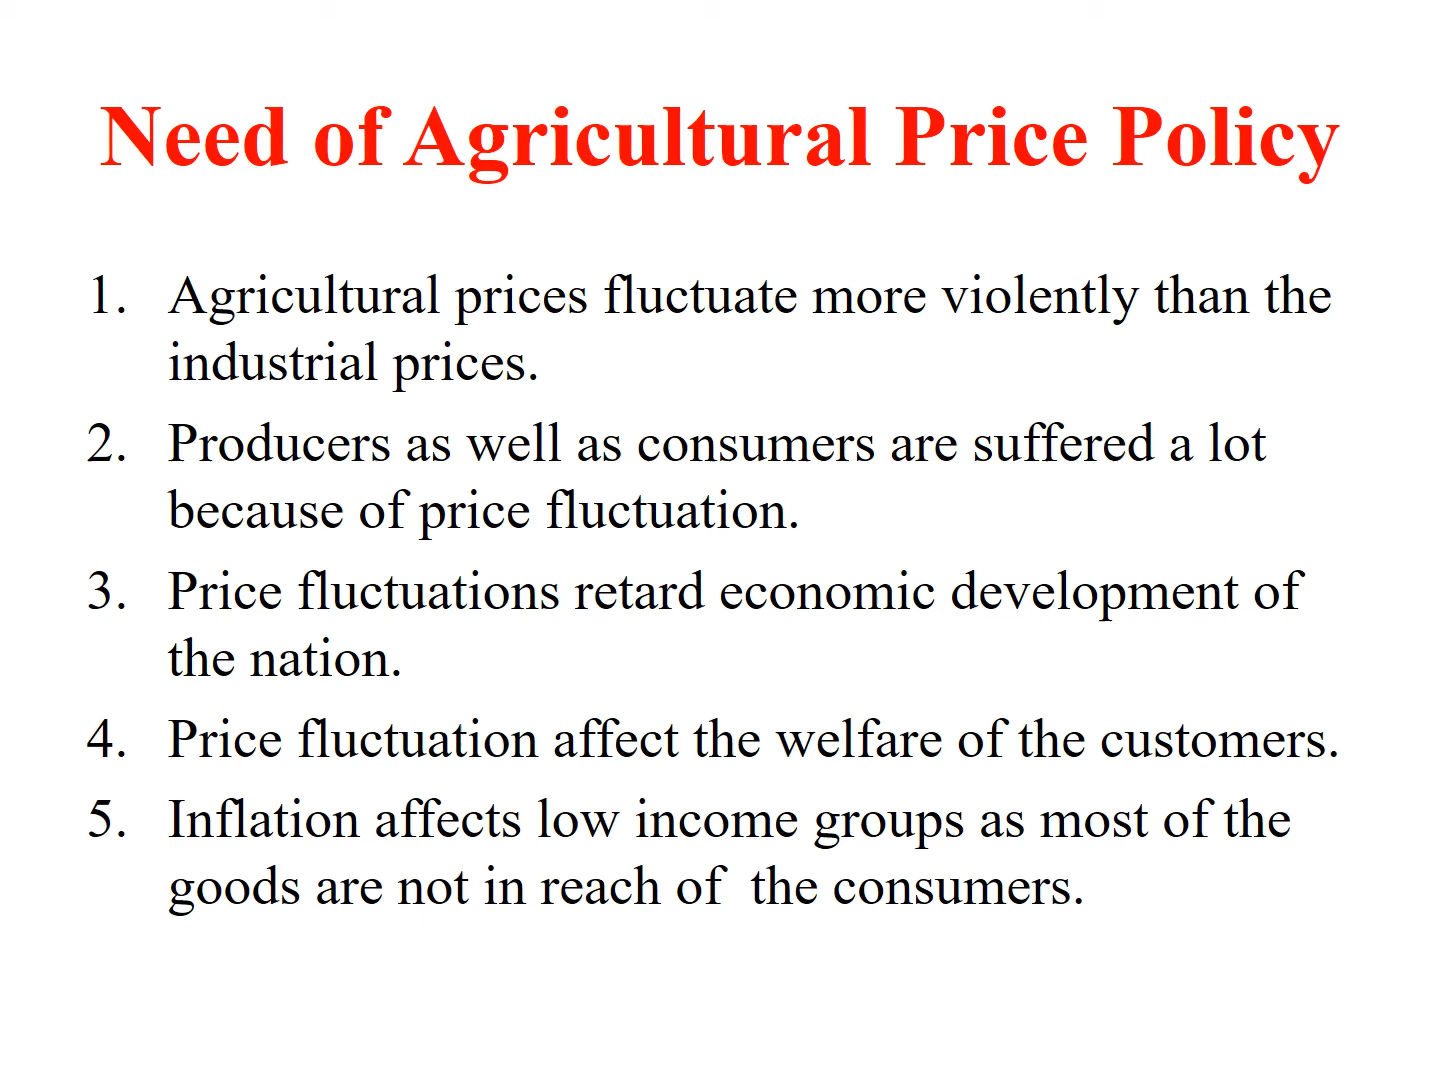 Need of Agricultural Price Policy
1. Agricultural prices fluctuate more violently than the
industrial prices.
2. Producers as well as consumers are suffered a lot
because of price fluctuation.
3. Price fluctuations retard economic development of
the nation.
4. Price fluctuation affect the welfare of the customers.
5. Inflation affects low income groups as most of the
goods are not in reach of  the consumers.